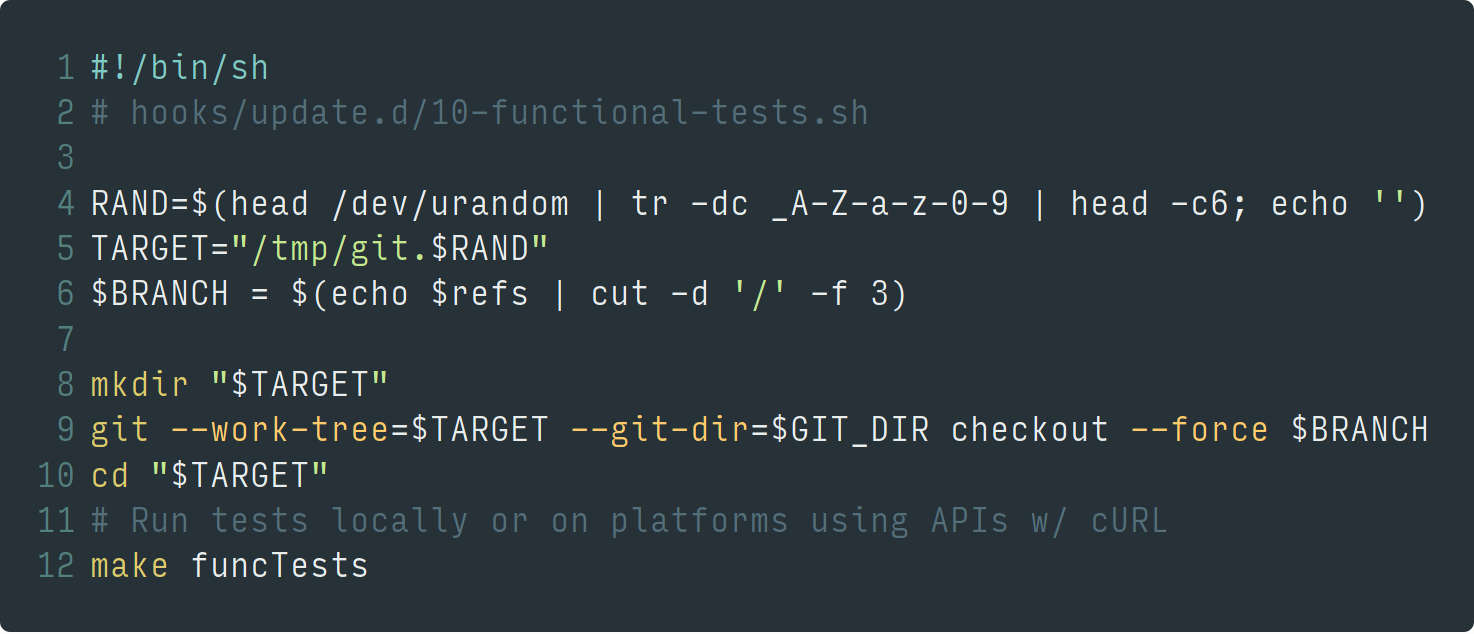 1 #!/bin/sh
2 # hooks/update.d/10-functional-tests.sh
3
4 RAND=$(head /dev/urandom | tr -dc _A-Z-a-z-0-9 | head -c6; echo '')
5 TARGET="/tmp/git.$RAND"
6 $BRANCH = $(echo $refs | cut -d '/' -f 3)
7
8 mkdir "$TARGET"
9 git --work-tree=$TARGET --git-dir=$GIT_DIR checkout --force $BRANCH
10 cd "$TARGET"
11 # Run tests locally or on platforms using APIs w/ cURL
12 make funcTests